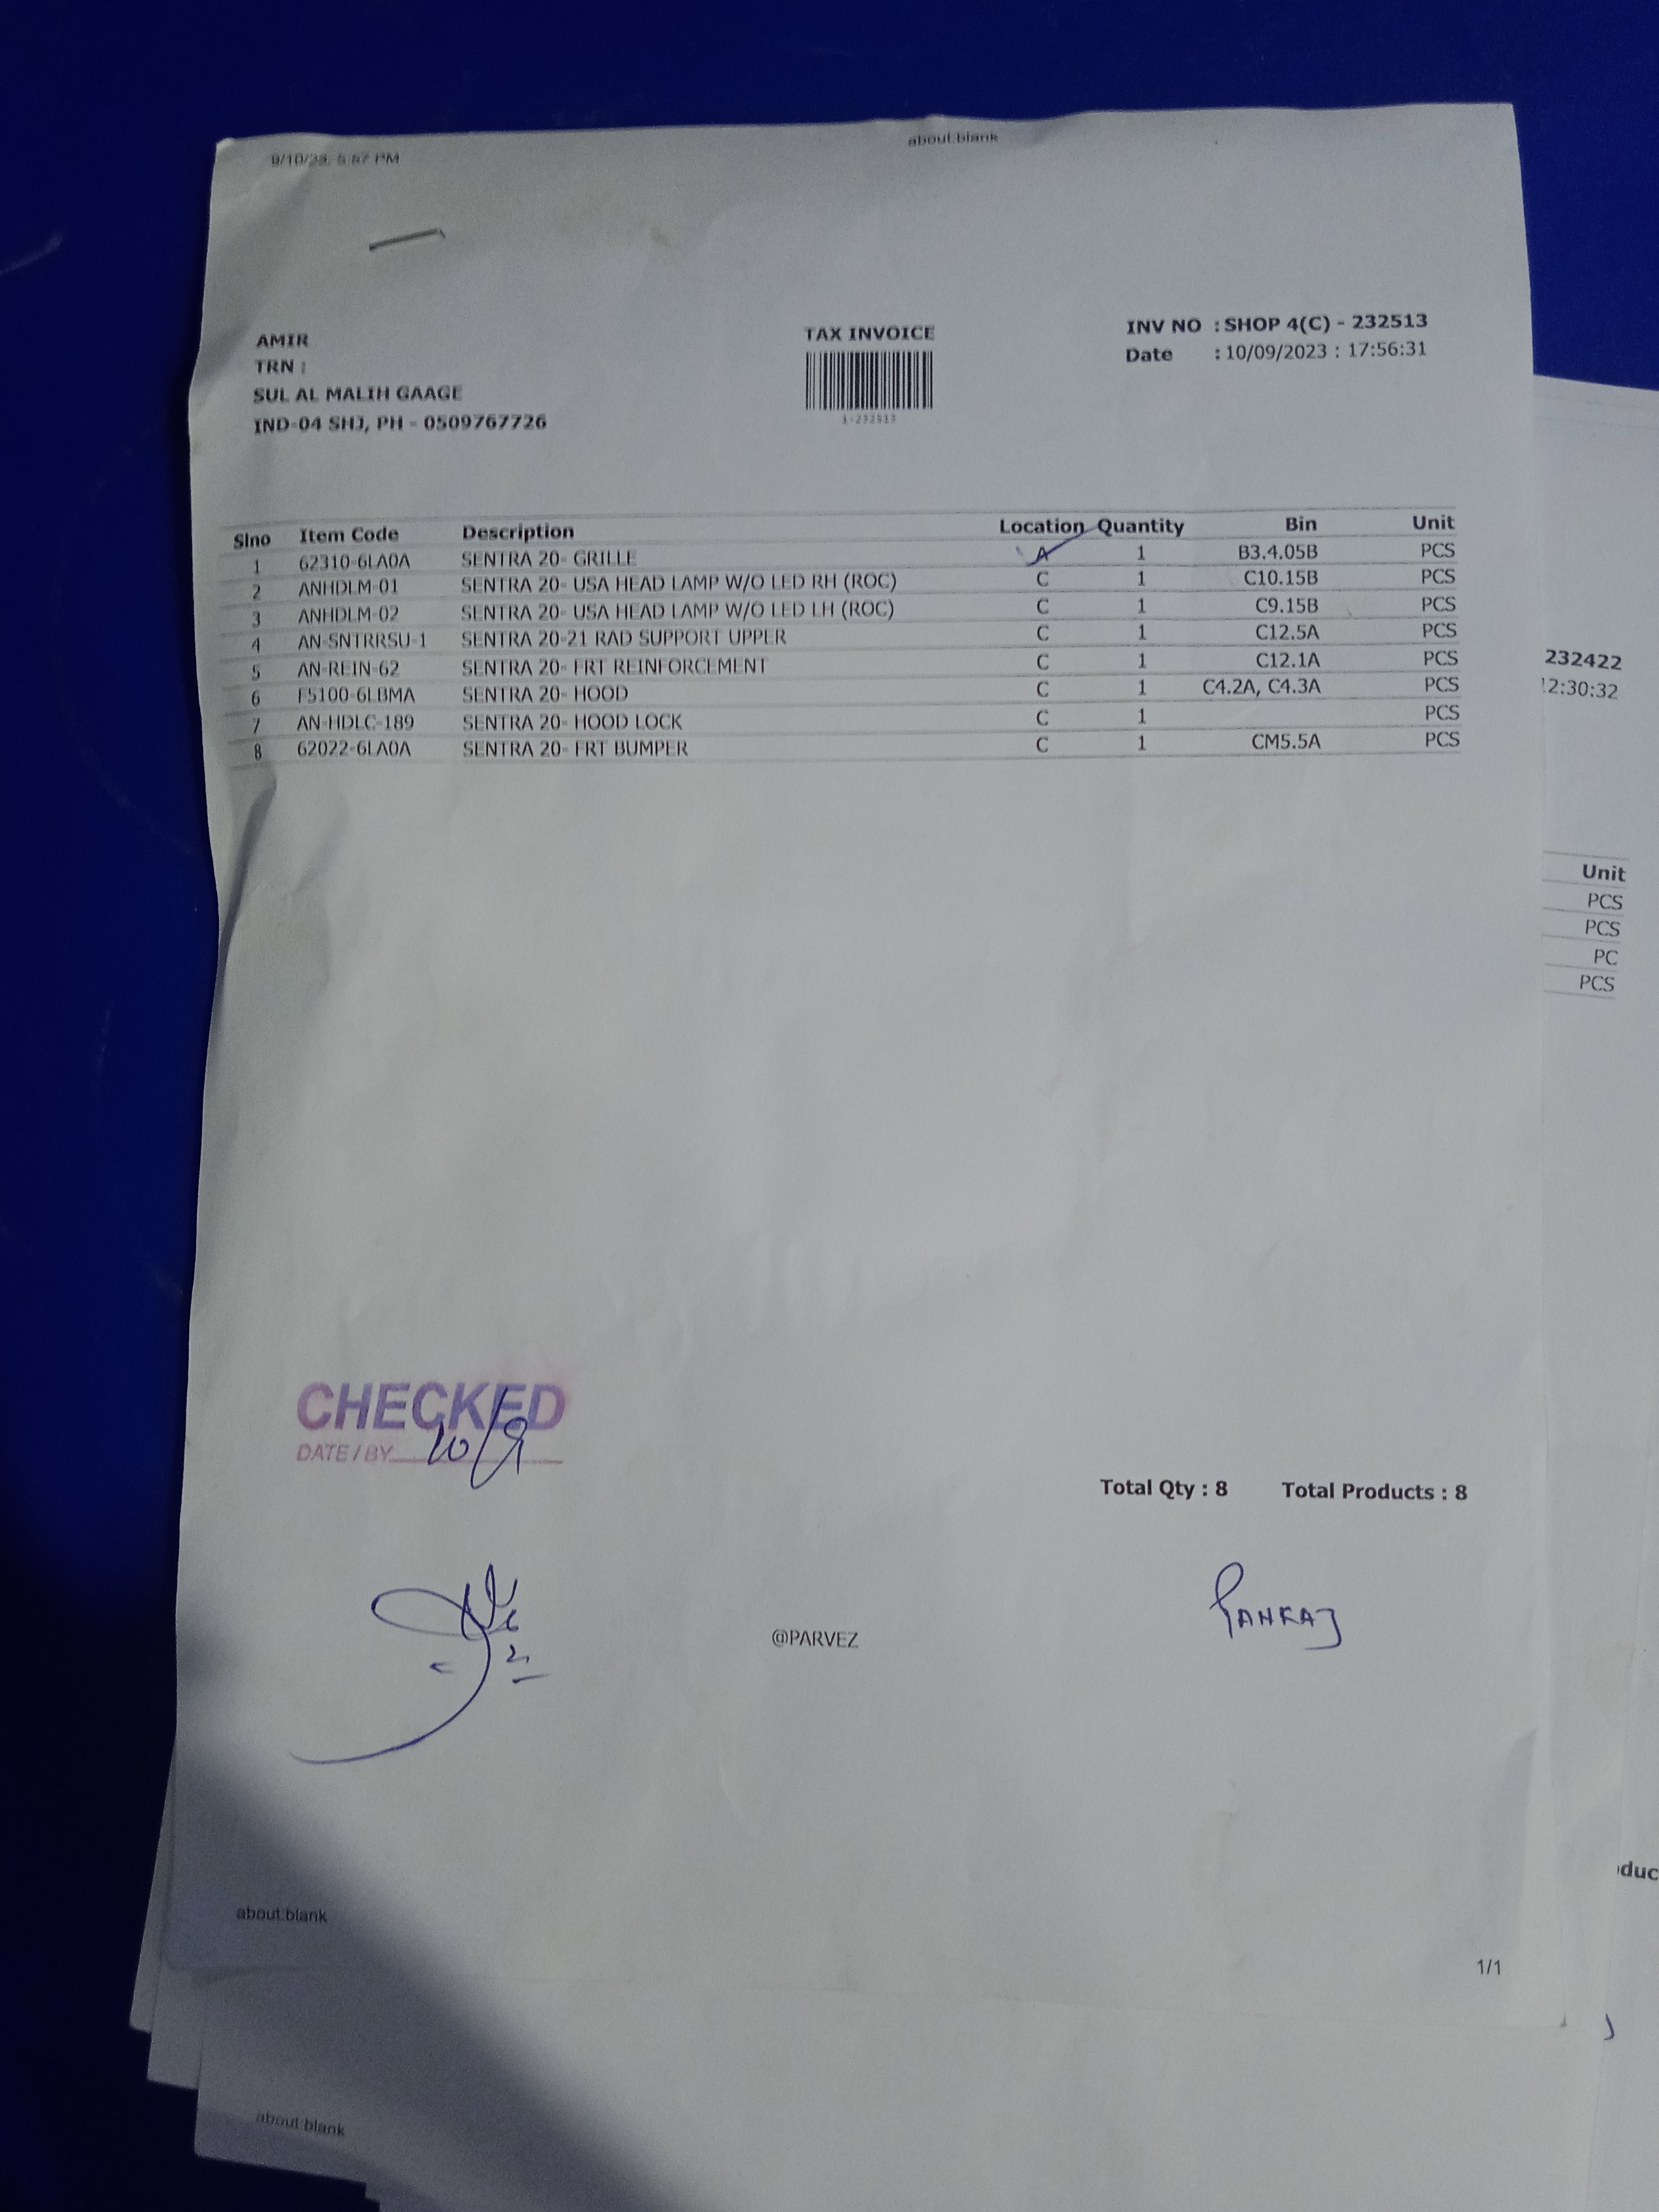 9/10/23, 5:57 PM
about:blank
AMIR
TRN :
SUL AL MALIH GAAGE
IND-04 SHJ, PH - 0509767726
TAX INVOICE
1-232513
INV NO : SHOP 4(C) - 232513
Date : 10/09/2023 : 17:56:31
Slno Item Code Description Location Quantity Bin Unit
1 62310-6LA0A SENTRA 20- GRILLE A 1 B3.4.05B PCS
2 ANHDLM-01 SENTRA 20- USA HEAD LAMP W/O LED RH (ROC) C 1 C10.15B PCS
3 ANHDLM-02 SENTRA 20- USA HEAD LAMP W/O LED LH (ROC) C 1 C9.15B PCS
4 AN-SNTRRSU-1 SENTRA 20-21 RAD SUPPORT UPPER C 1 C12.5A PCS
5 AN-REIN-62 SENTRA 20- FRT REINFORCEMENT C 1 C12.1A PCS
6 F5100-6LBMA SENTRA 20- HOOD C 1 C4.2A, C4.3A PCS
7 AN-HDLC-189 SENTRA 20- HOOD LOCK C 1 PCS
8 62022-6LA0A SENTRA 20- FRT BUMPER C 1 CM5.5A PCS
232422
12:30:32
Unit
PCS
PCS
PC
PCS
CHECKED
DATE / BY 10/9
Total Qty : 8 Total Products : 8
@PARVEZ
PANKAJ
duc
about:blank
1/1
about:blank